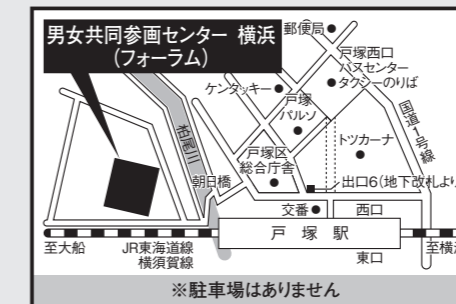 男女共同参画センター 横浜
(フォーラム)
郵便局
戸塚西口
バスセンター
タクシーのりば
ケンタッキー
戸塚
パルソ
国道1号線
トツカーナ
柏尾川
戸塚区
総合庁舎
朝日橋
出口6(地下改札より
交番
西口
戸塚駅
至大船
JR東海道線
横須賀線
東口
至横浜
※駐車場はありません